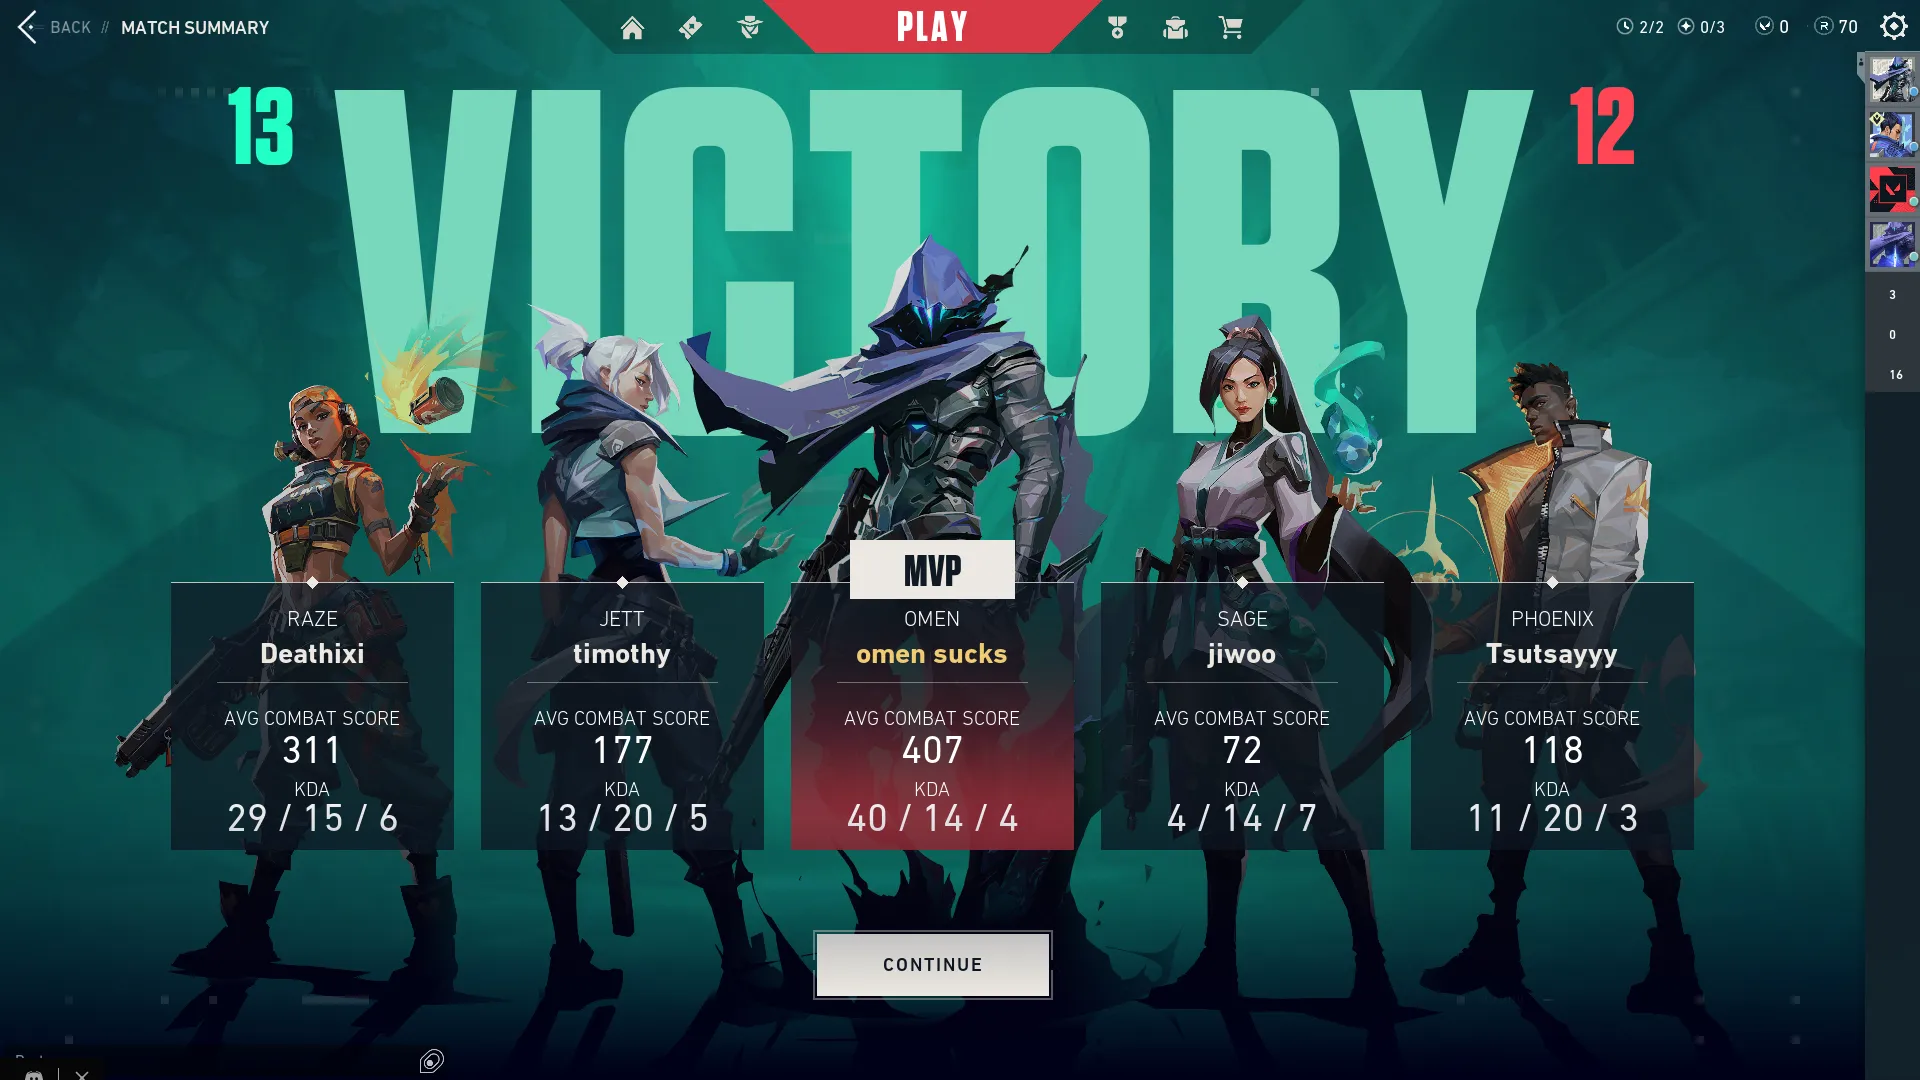 BACK // MATCH SUMMARY
PLAY
2/2 0/3 0 R 70
13 VICTORY 12
3
0
16
MVP
RAZE
Deathixi
AVG COMBAT SCORE
311
KDA
29 / 15 / 6
JETT
timothy
AVG COMBAT SCORE
177
KDA
13 / 20 / 5
OMEN
omen sucks
AVG COMBAT SCORE
407
KDA
40 / 14 / 4
SAGE
jiwoo
AVG COMBAT SCORE
72
KDA
4 / 14 / 7
PHOENIX
Tsutsayyy
AVG COMBAT SCORE
118
KDA
11 / 20 / 3
CONTINUE